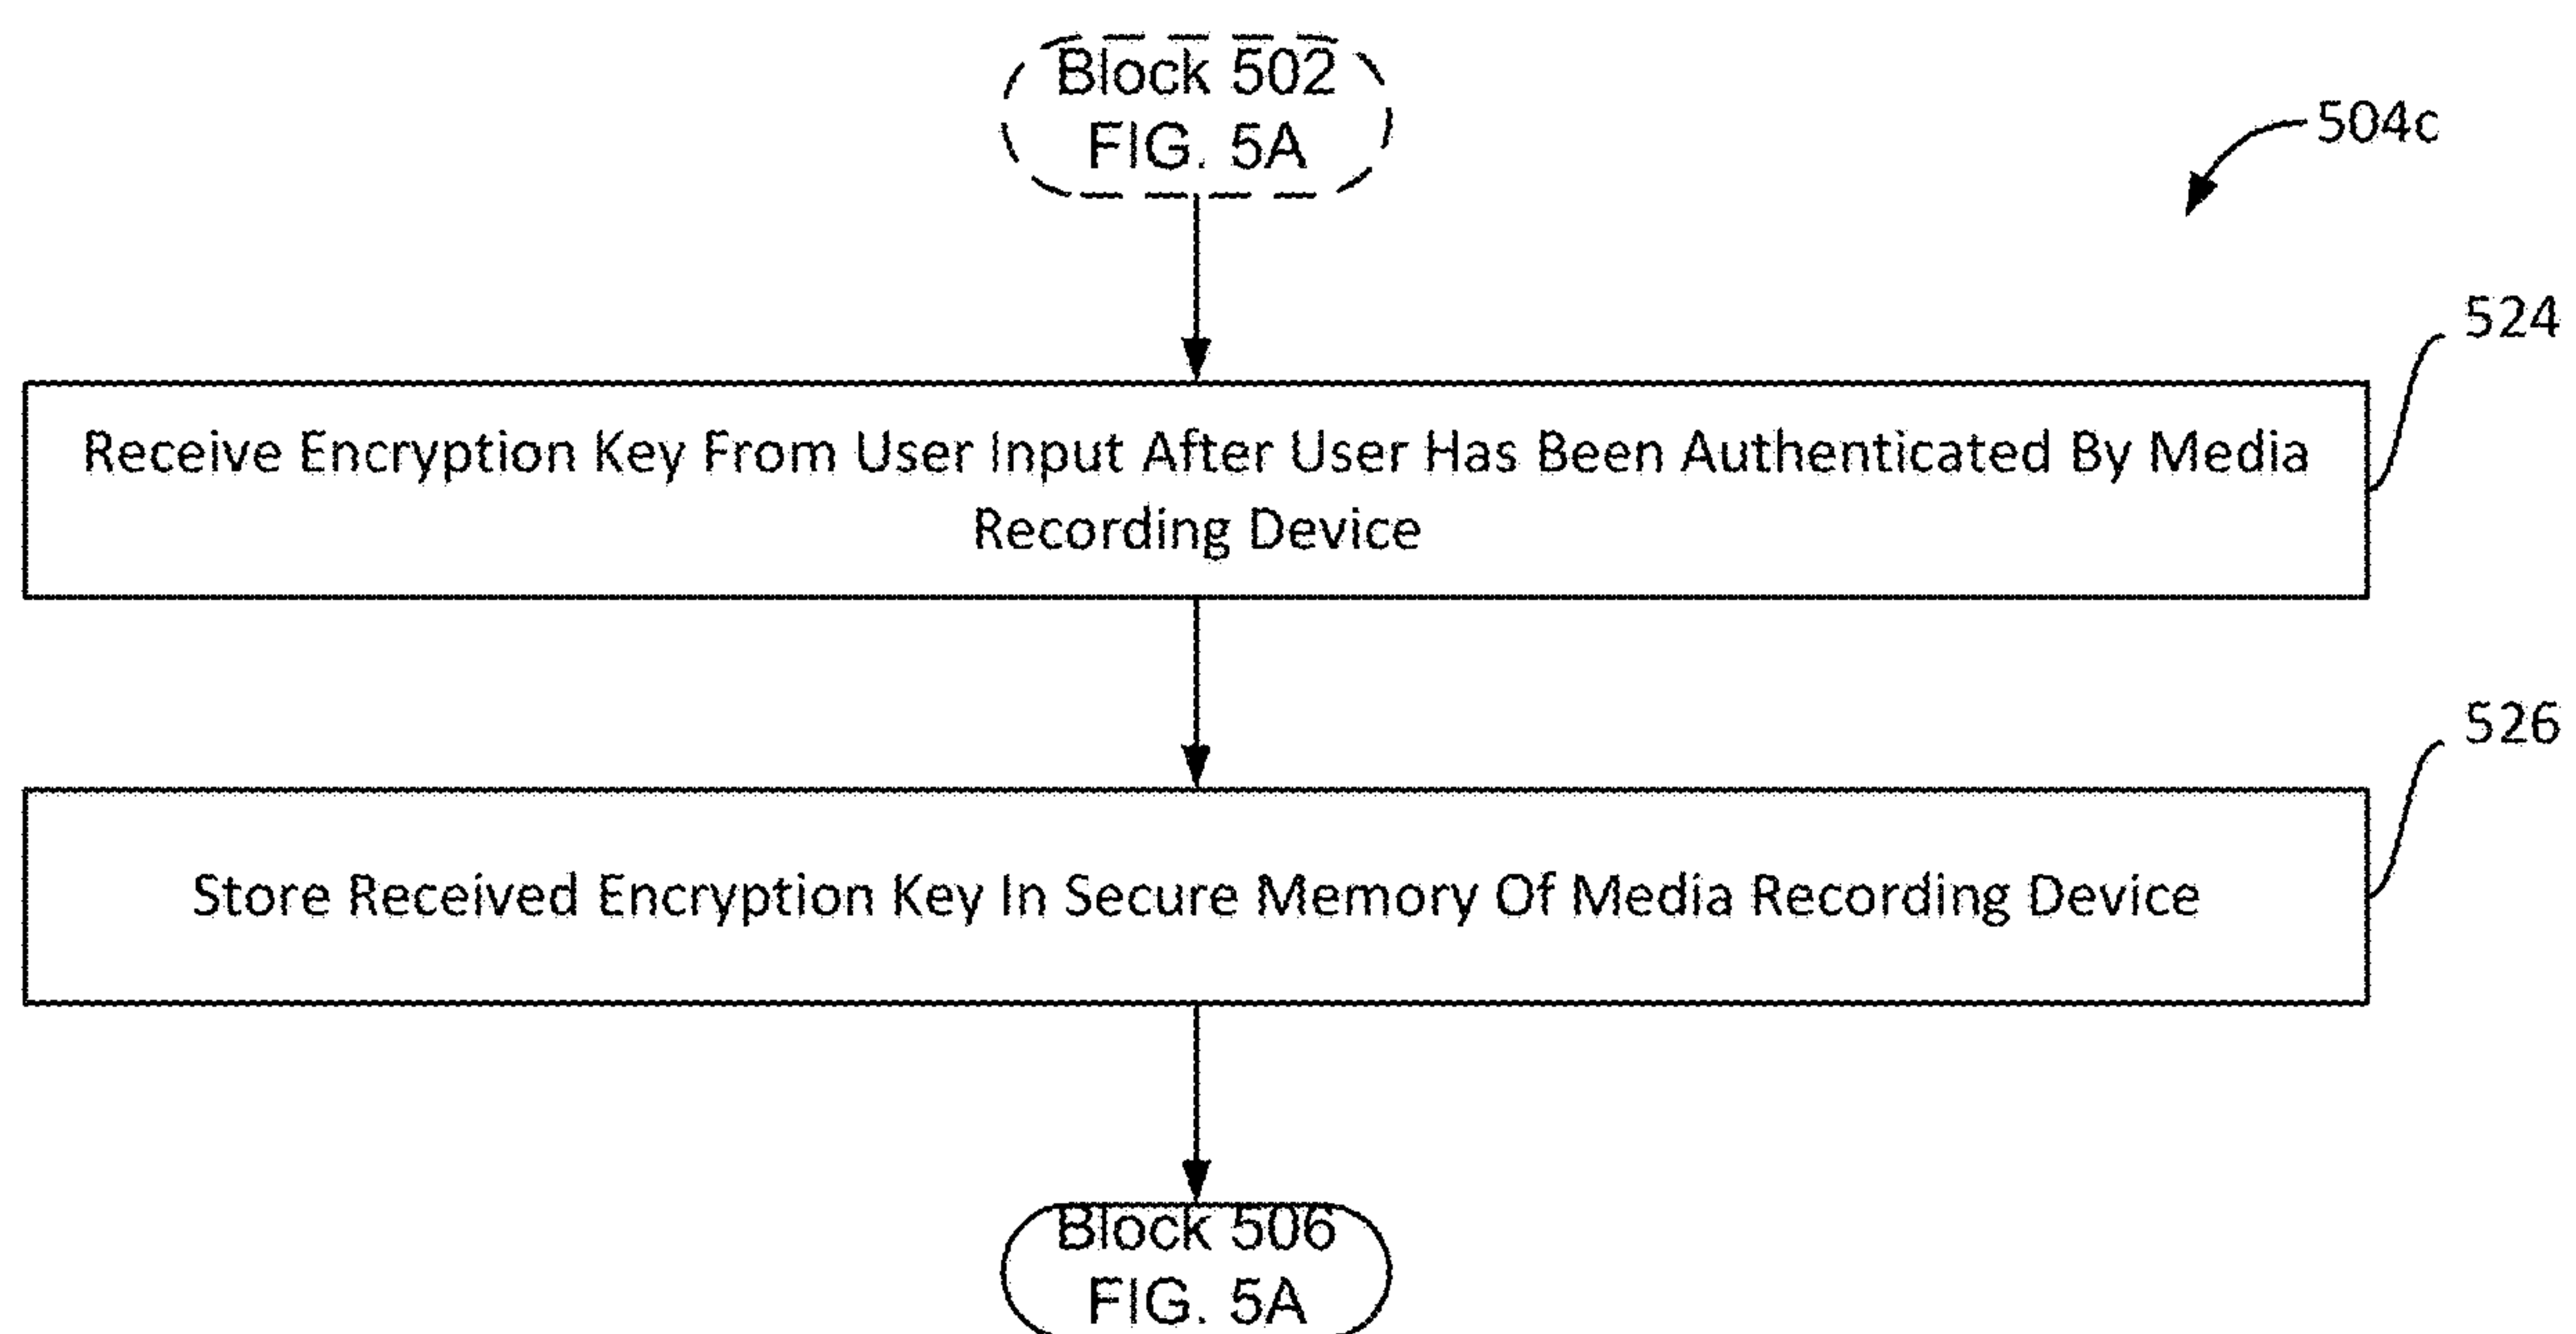 Block 502
FIG. 5A
504c
524
Receive Encryption Key From User Input After User Has Been Authenticated By Media
Recording Device
526
Store Received Encryption Key In Secure Memory Of Media Recording Device
Block 506
FIG. 5A